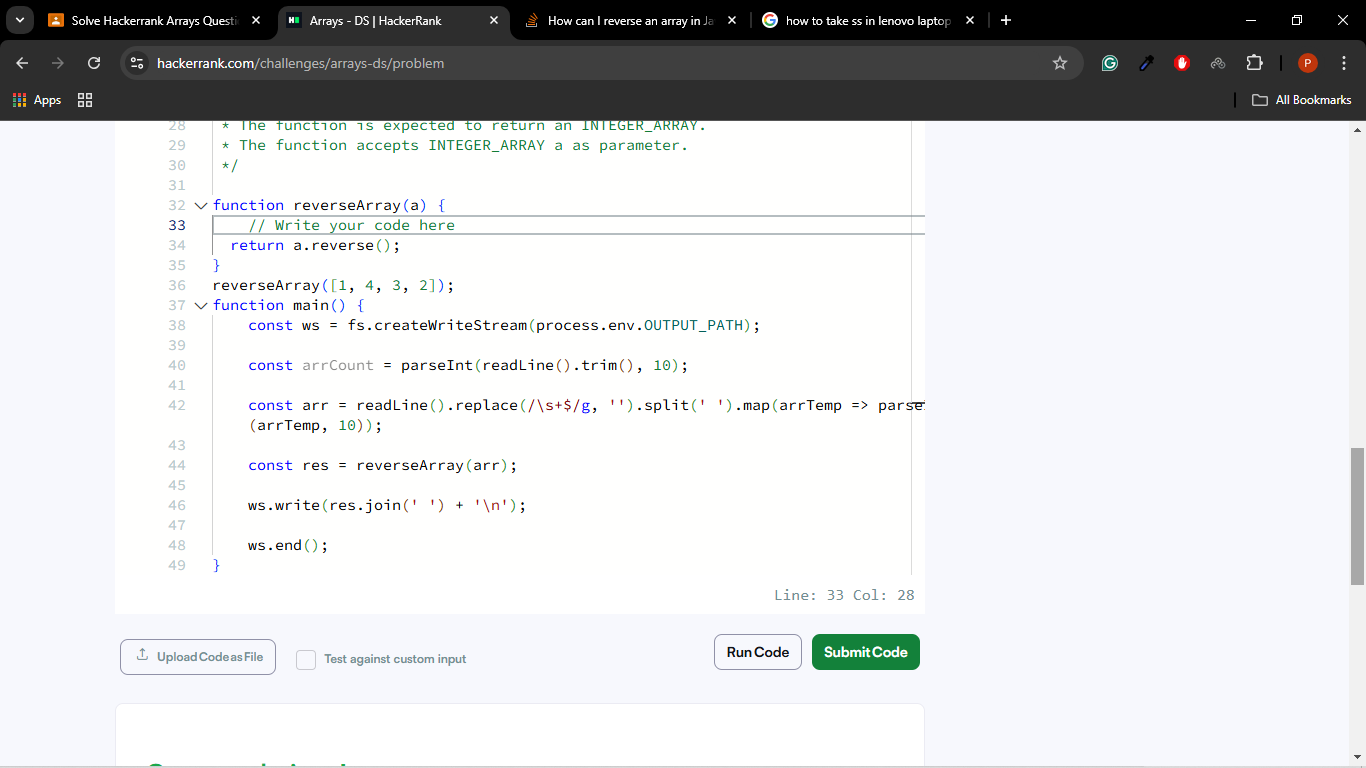 Solve Hackerrank Arrays Questi
Arrays - DS | HackerRank
How can I reverse an array in Ja
how to take ss in lenovo laptop
hackerrank.com/challenges/arrays-ds/problem
P
Apps
All Bookmarks
28 * The function is expected to return an INTEGER_ARRAY.
29 * The function accepts INTEGER_ARRAY a as parameter.
30 */
31
32 function reverseArray(a) {
33 // Write your code here
34 return a.reverse();
35 }
36 reverseArray([1, 4, 3, 2]);
37 function main() {
38 const ws = fs.createWriteStream(process.env.OUTPUT_PATH);
39
40 const arrCount = parseInt(readLine().trim(), 10);
41
42 const arr = readLine().replace(/\s+$/g, '').split(' ').map(arrTemp => parse
(arrTemp, 10));
43
44 const res = reverseArray(arr);
45
46 ws.write(res.join(' ') + '\n');
47
48 ws.end();
49 }
Line: 33 Col: 28
Upload Code as File
Test against custom input
Run Code
Submit Code